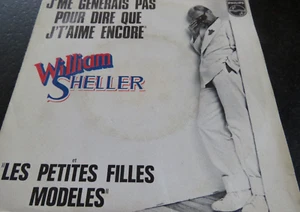 J'ME GENERAIS PAS
POUR DIRE QUE
J'T'AIME ENCORE"
William
SHELLER
et
"LES PETITES FILLES
MODELES"